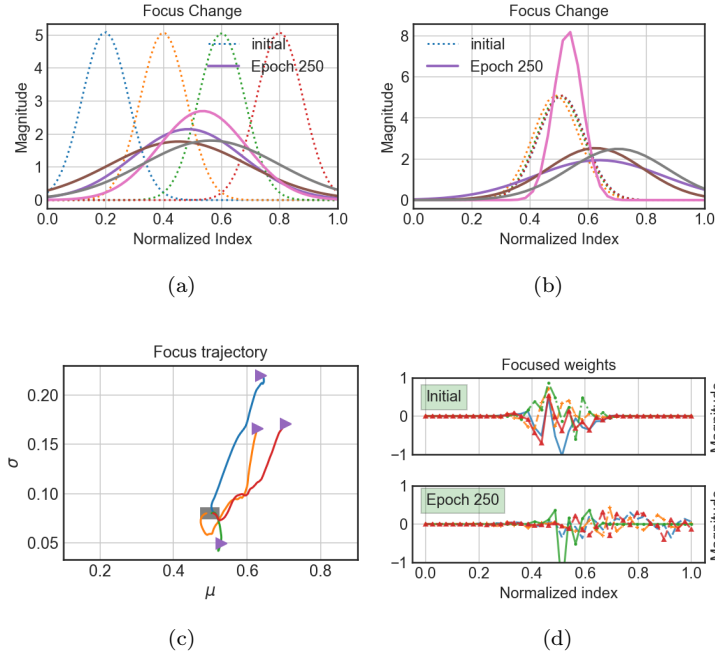 Focus Change
Magnitude
5
4
3
2
1
0
initial
Epoch 250
0.0 0.2 0.4 0.6 0.8 1.0
Normalized Index
(a)
Focus Change
Magnitude
8
6
4
2
0
initial
Epoch 250
0.0 0.2 0.4 0.6 0.8 1.0
Normalized Index
(b)
Focus trajectory
σ
0.20
0.15
0.10
0.05
0.2 0.4 0.6 0.8
μ
(c)
Focused weights
1
0
−1
Initial
Magnitude
1
0
−1
Epoch 250
Magnitude
0.0 0.2 0.4 0.6 0.8 1.0
Normalized index
(d)